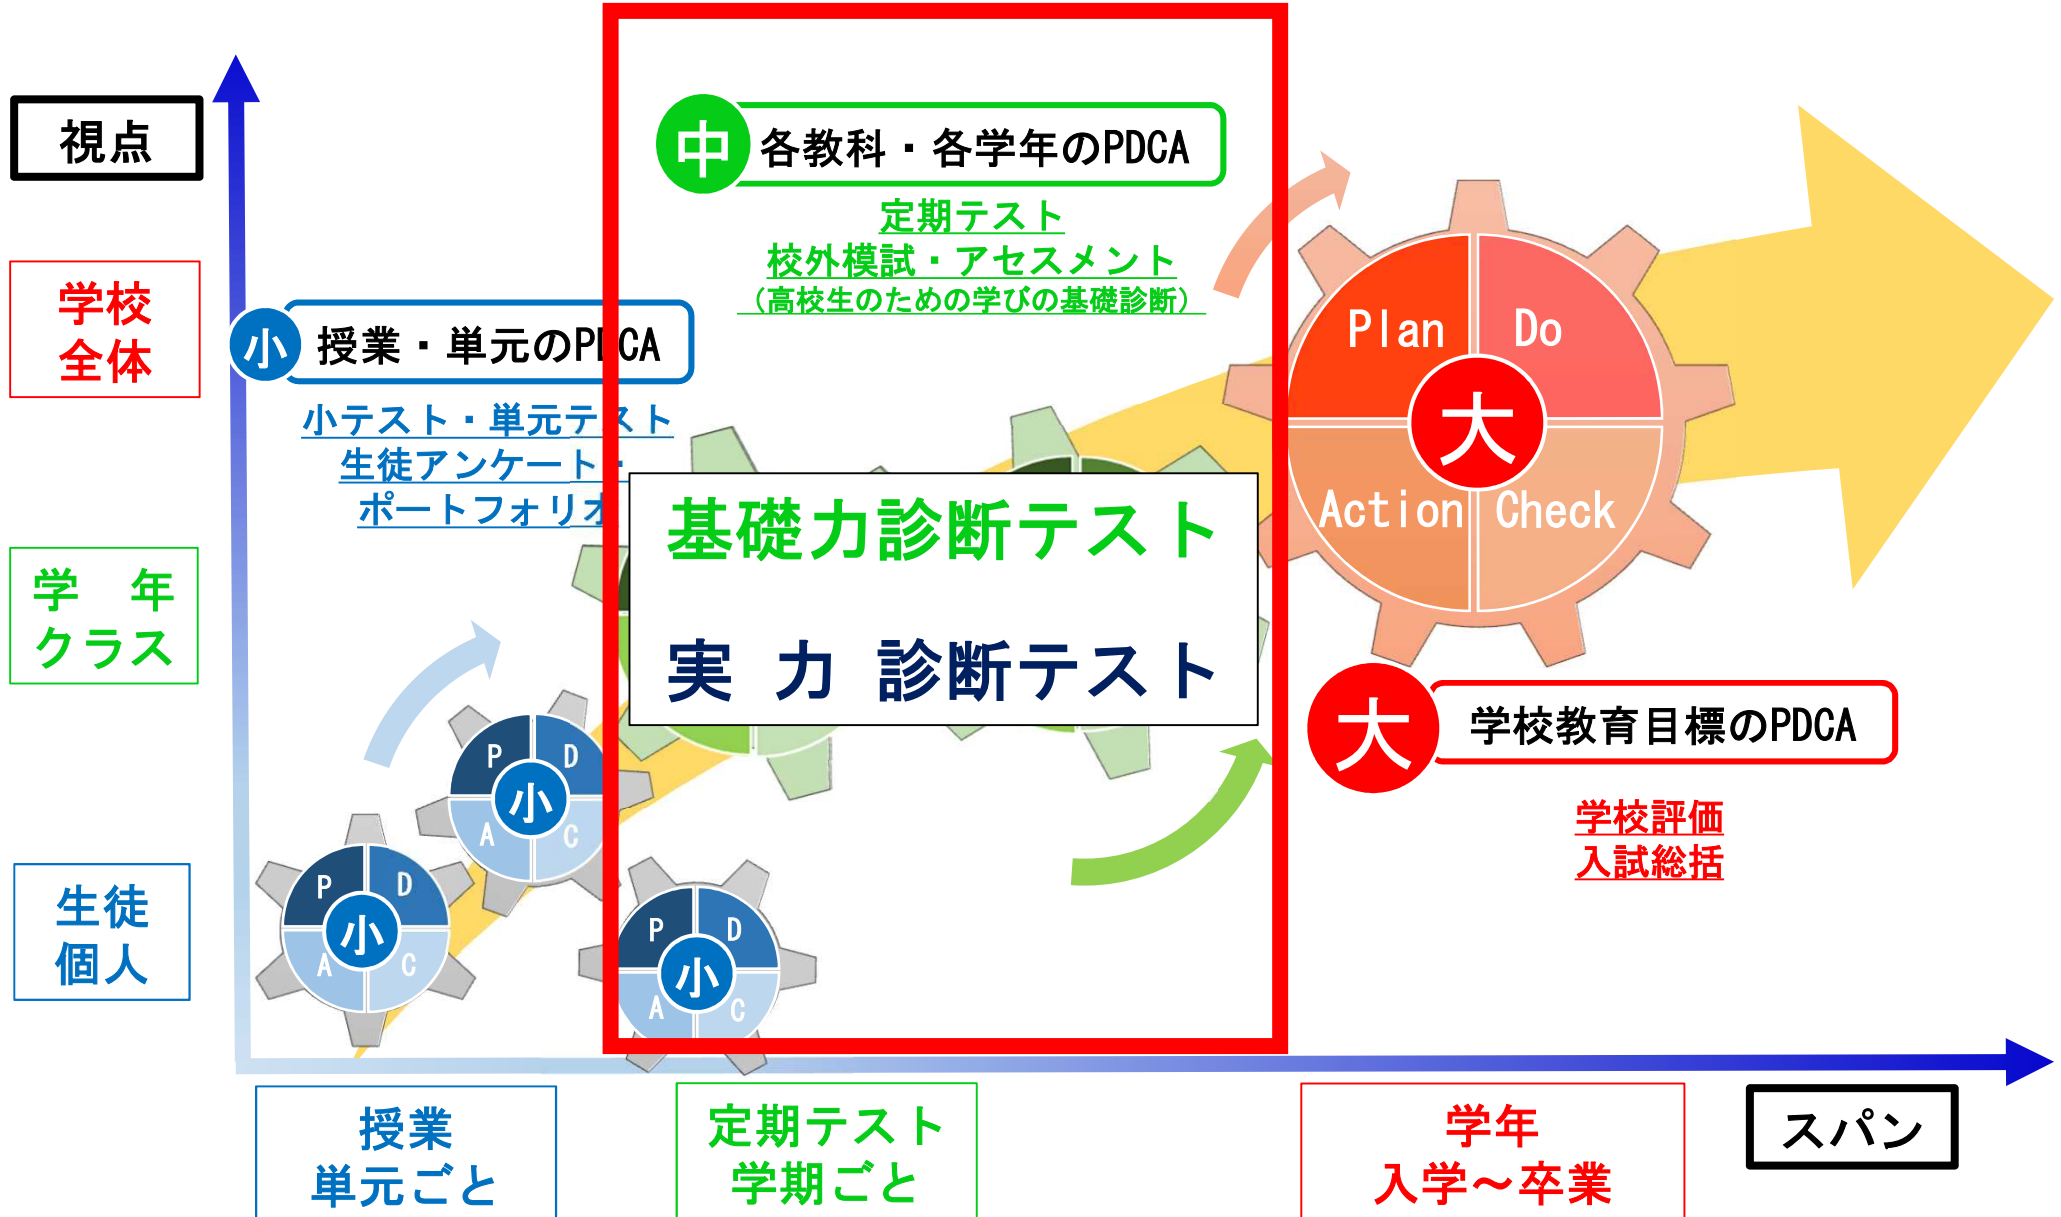 視点
中
各教科・各学年のPDCA
定期テスト
校外模試・アセスメント
(高校生のための学びの基礎診断)
学校
全体
小
授業・単元のPDCA
小テスト・単元テスト
生徒アンケート・
ポートフォリオ
Plan
Do
大
Action
Check
基礎力診断テスト
実 力 診断テスト
学 年
クラス
大
学校教育目標のPDCA
学校評価
入試総括
P
D
小
A
C
P
D
小
A
C
P
D
小
A
C
生徒
個人
授業
単元ごと
定期テスト
学期ごと
学年
入学～卒業
スパン